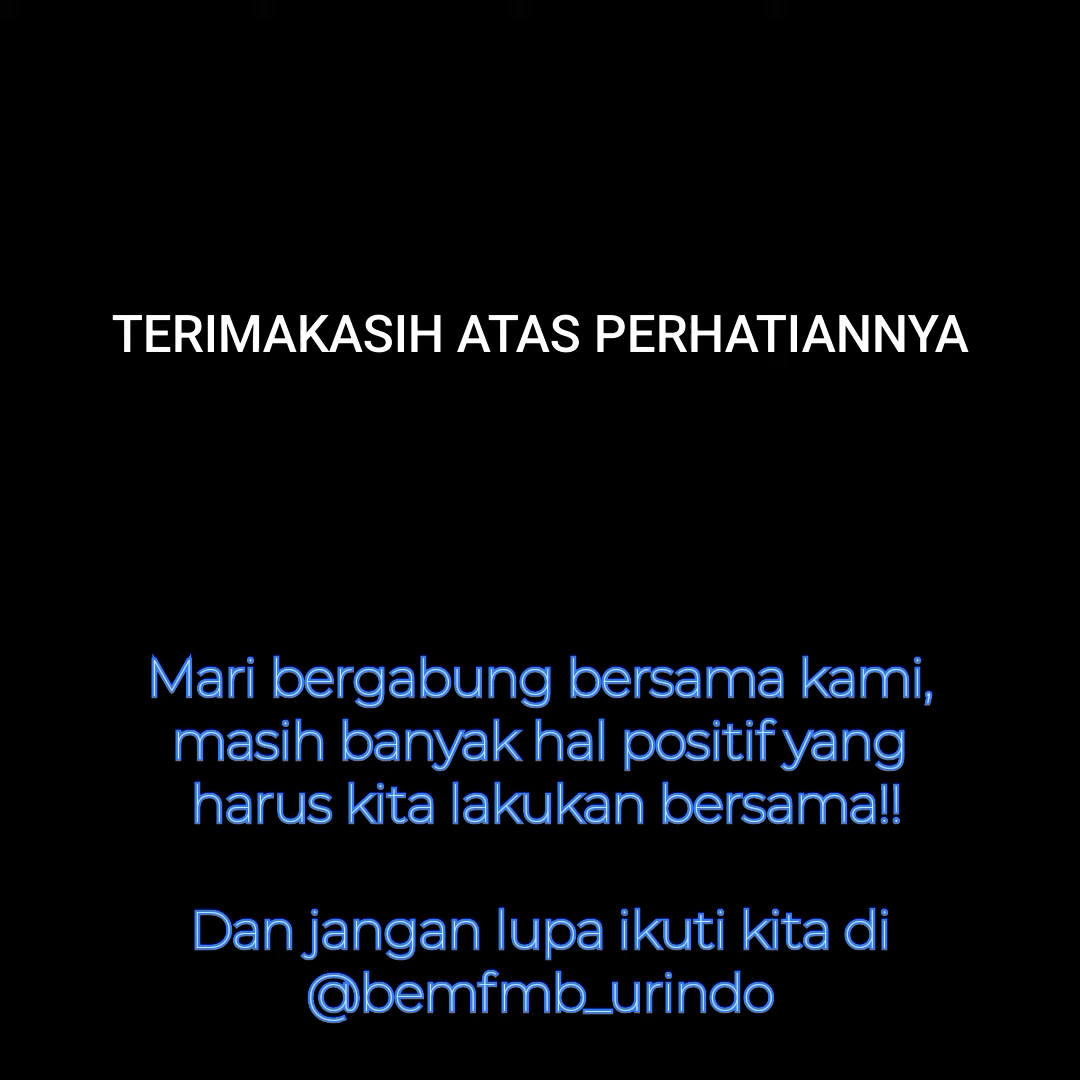 TERIMAKASIH ATAS PERHATIANNYA
Mari bergabung bersama kami,
masih banyak hal positif yang
harus kita lakukan bersama!!
Dan jangan lupa ikuti kita di
@bemfmb_urindo